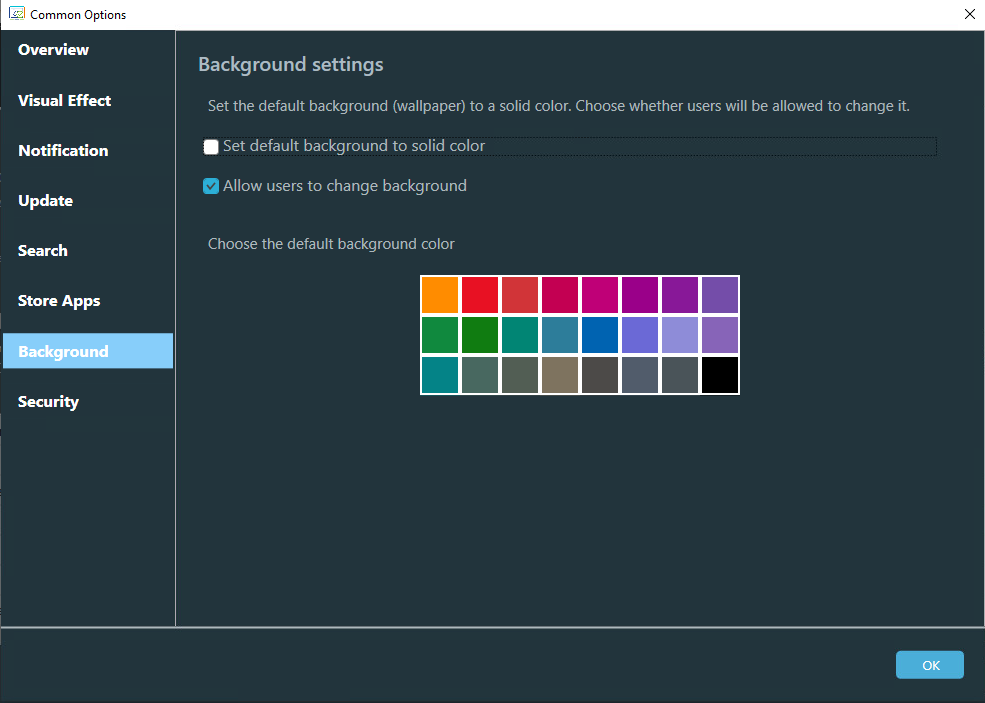 Common Options
Overview
Visual Effect
Notification
Update
Search
Store Apps
Background
Security
Background settings
Set the default background (wallpaper) to a solid color. Choose whether users will be allowed to change it.
Set default background to solid color
Allow users to change background
Choose the default background color
OK